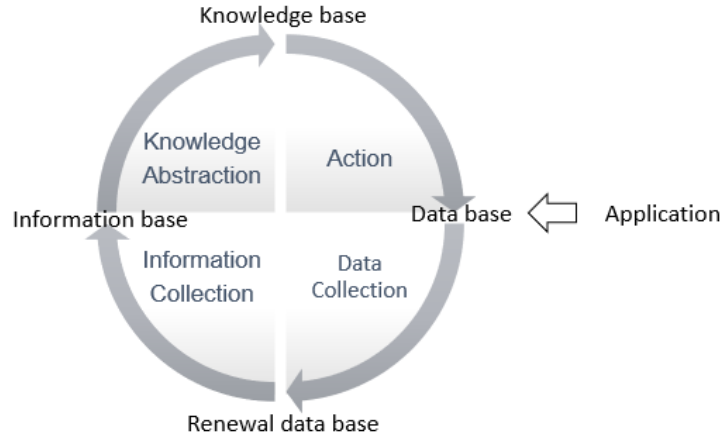 Knowledge base
Knowledge
Abstraction
Action
Information base
Data base
Application
Information
Collection
Data
Collection
Renewal data base